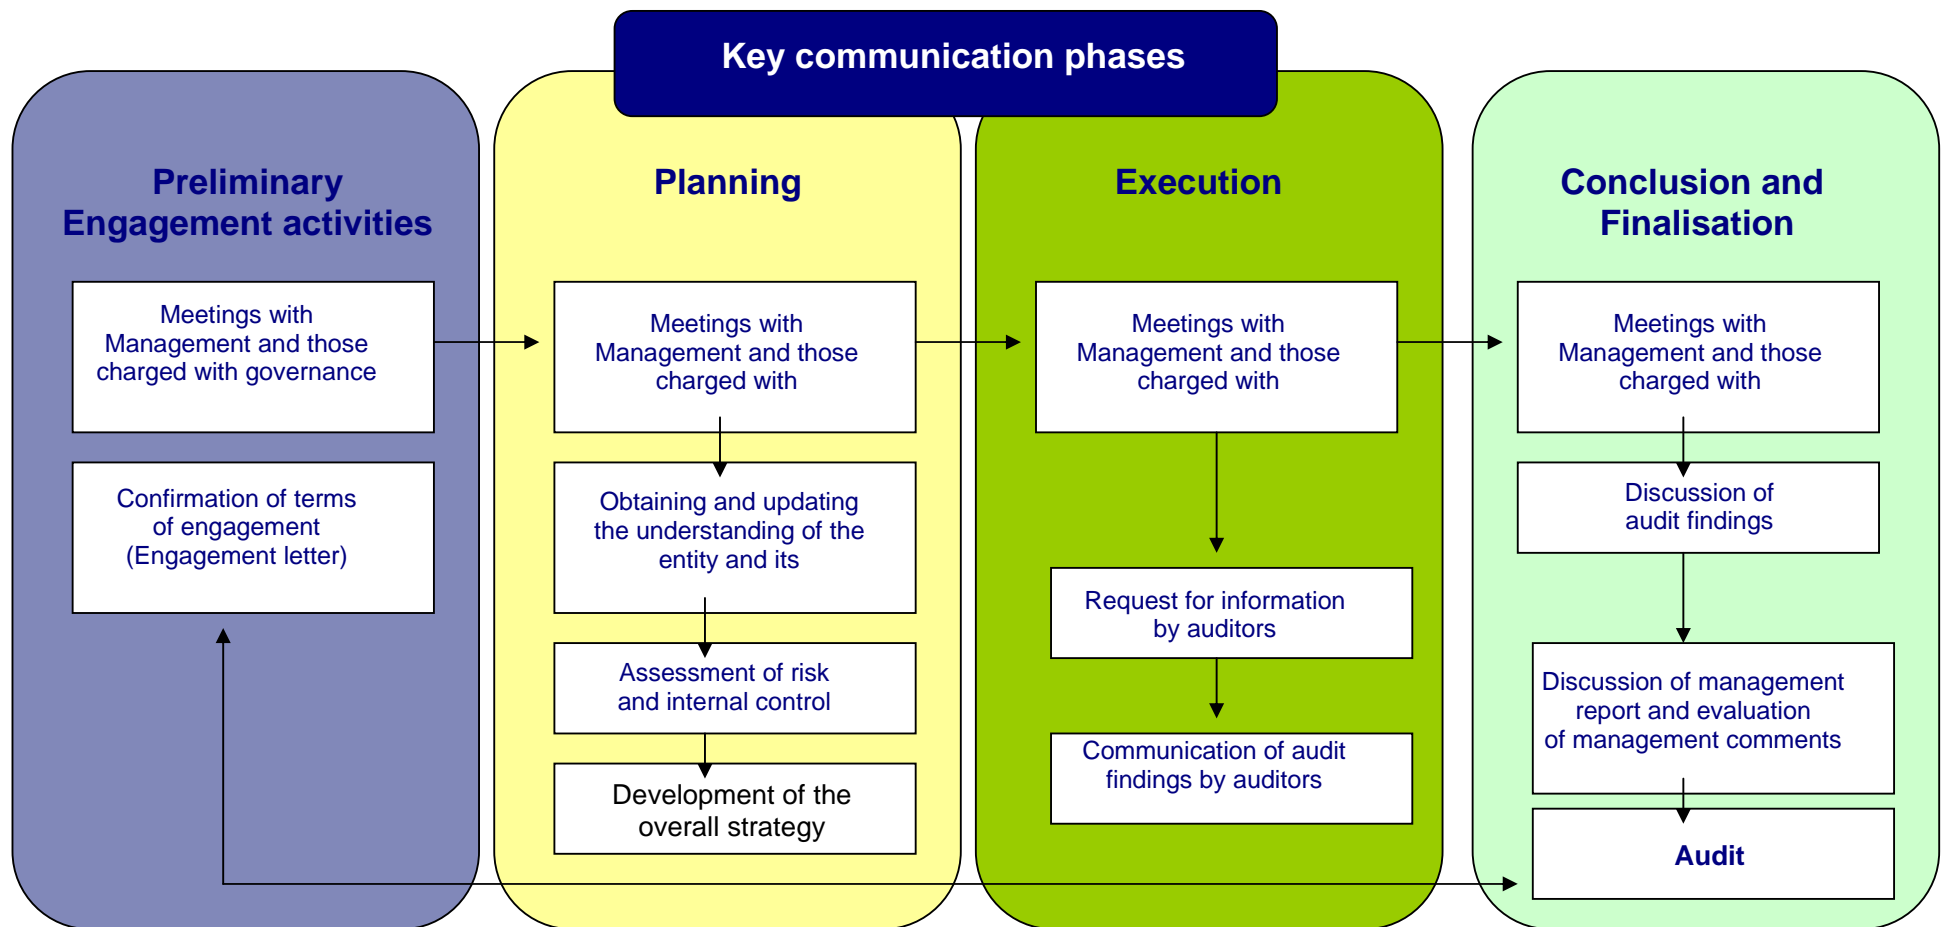 Key communication phases
Preliminary
Engagement activities
Meetings with
Management and those
charged with governance
Confirmation of terms
of engagement
(Engagement letter)
Planning
Meetings with
Management and those
charged with
Obtaining and updating
the understanding of the
entity and its
Assessment of risk
and internal control
Development of the
overall strategy
Execution
Meetings with
Management and those
charged with
Request for information
by auditors
Communication of audit
findings by auditors
Conclusion and
Finalisation
Meetings with
Management and those
charged with
Discussion of
audit findings
Discussion of management
report and evaluation
of management comments
Audit